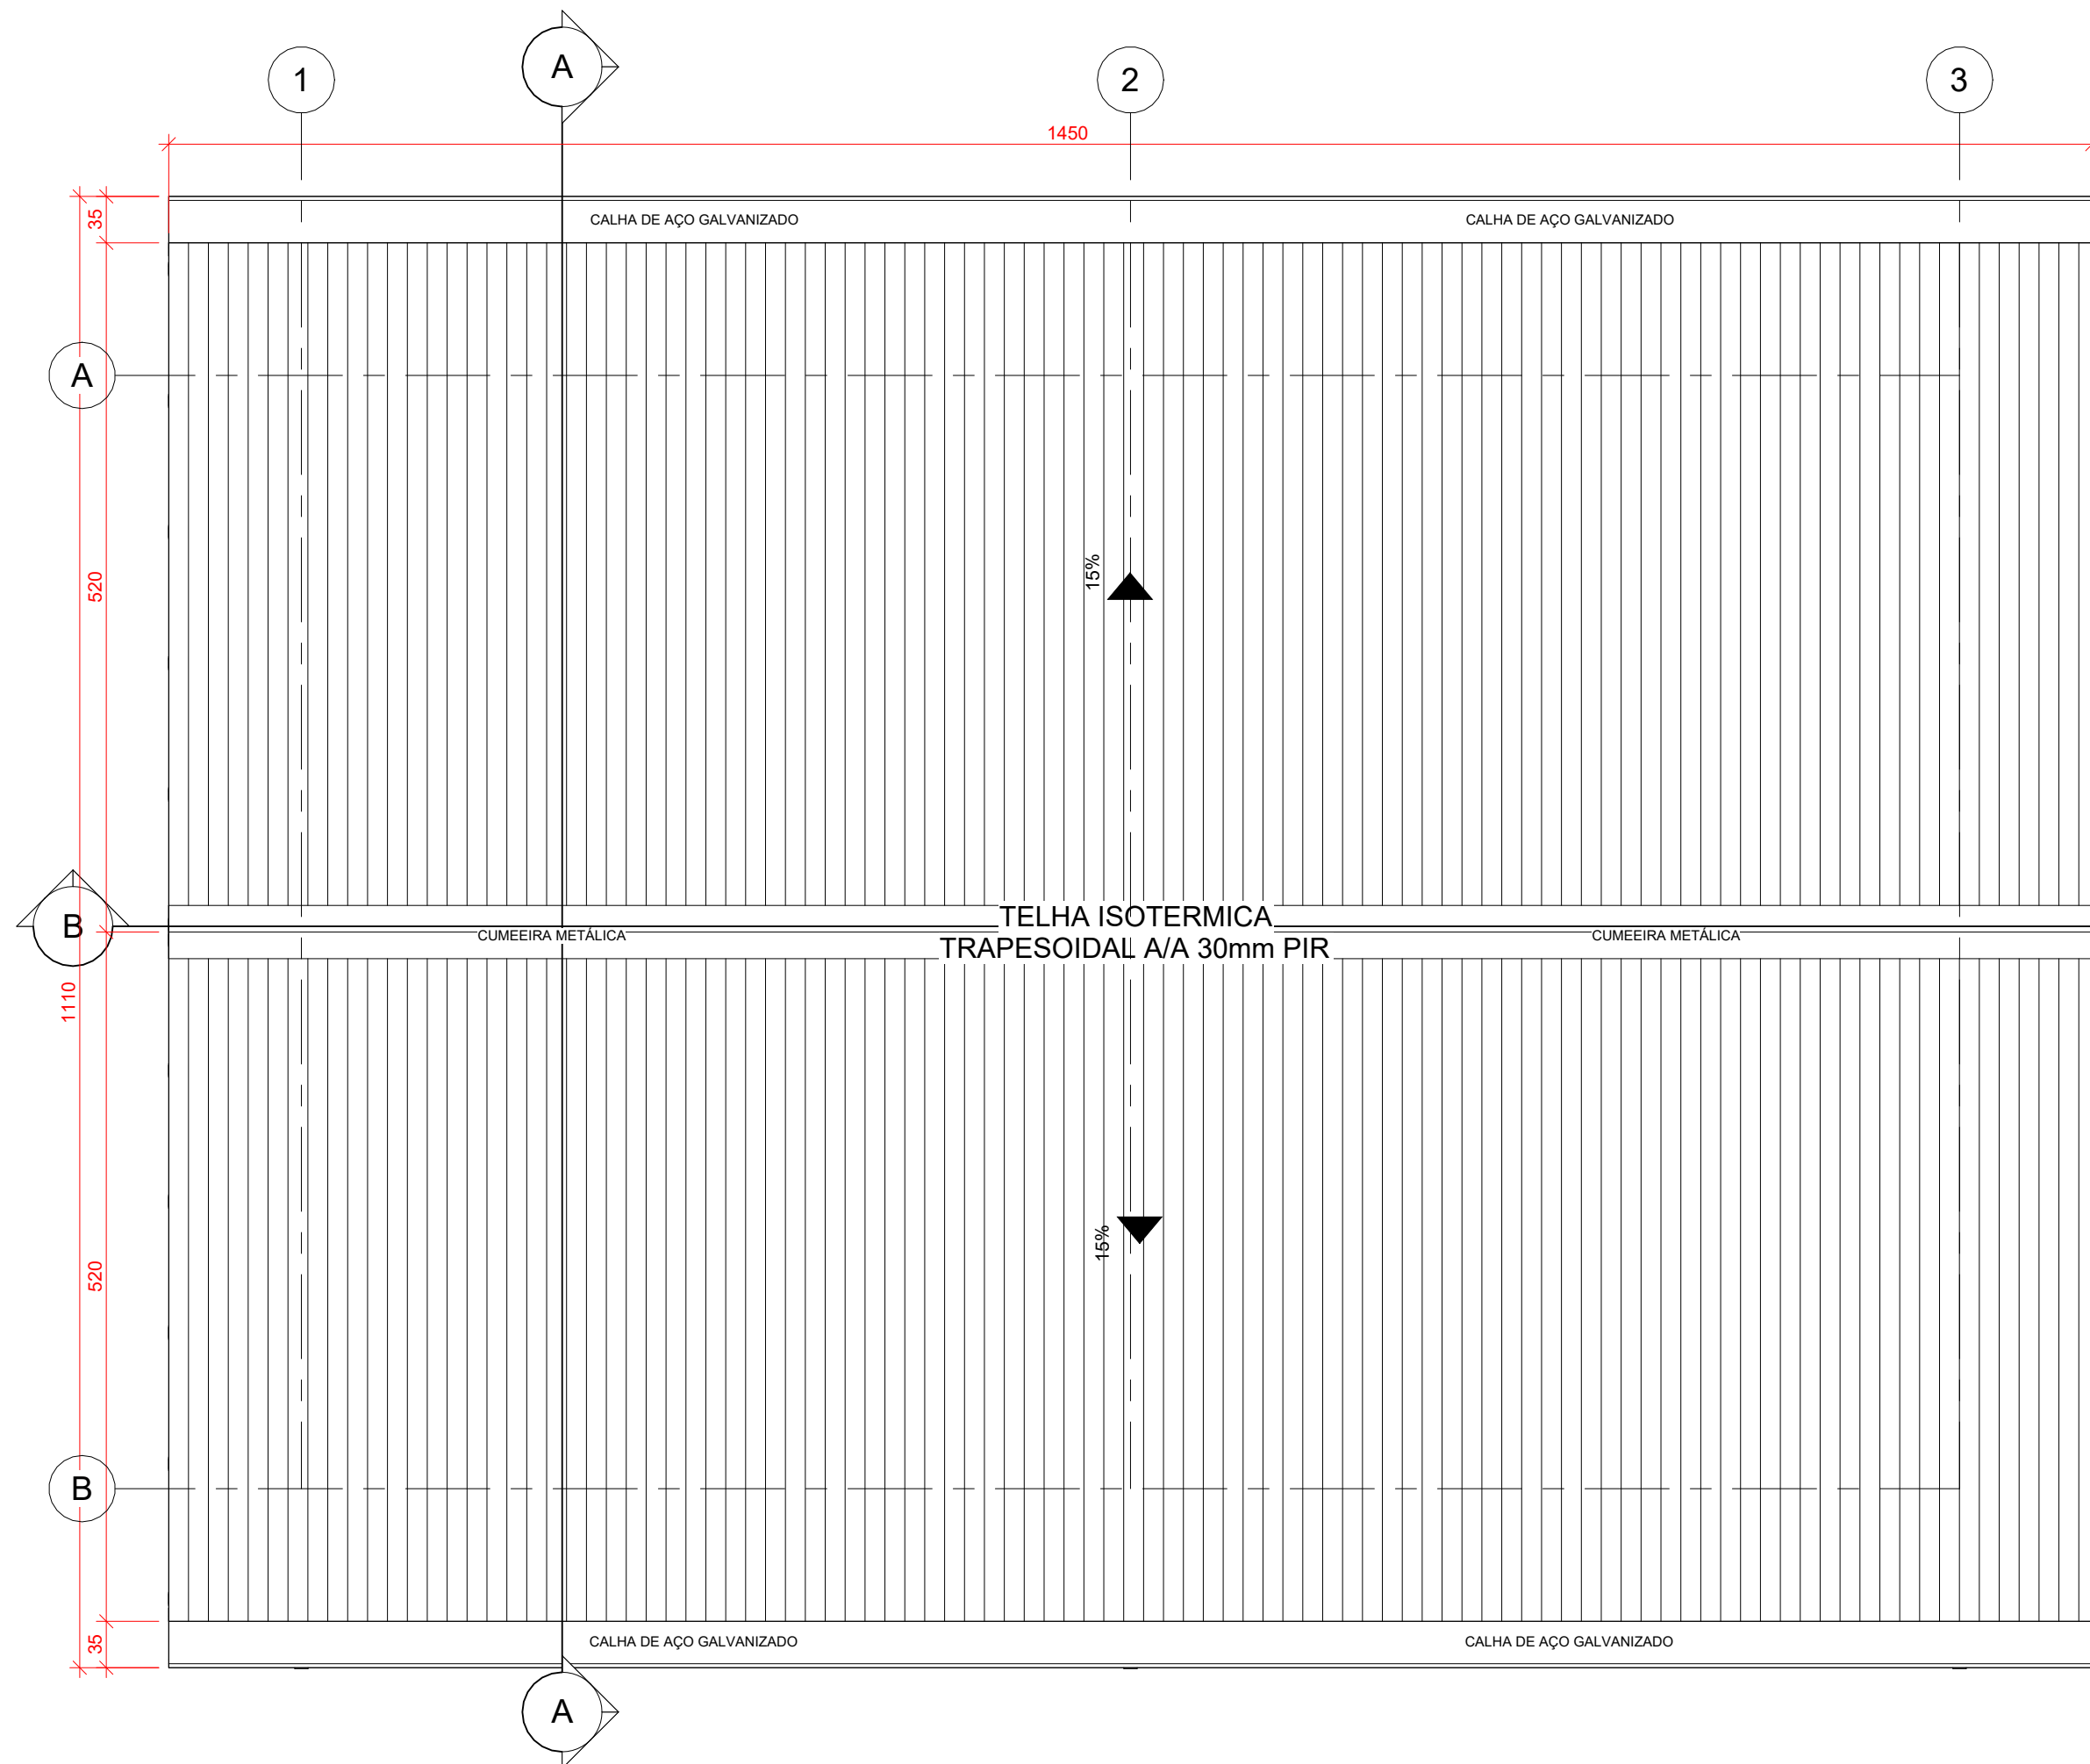 1
A
2
3
1450
35
CALHA DE AÇO GALVANIZADO
CALHA DE AÇO GALVANIZADO
A
520
15%
B
TELHA ISOTERMICA
TRAPESOIDAL A/A 30mm PIR
CUMEEIRA METÁLICA
CUMEEIRA METÁLICA
1110
520
15%
B
35
CALHA DE AÇO GALVANIZADO
CALHA DE AÇO GALVANIZADO
A